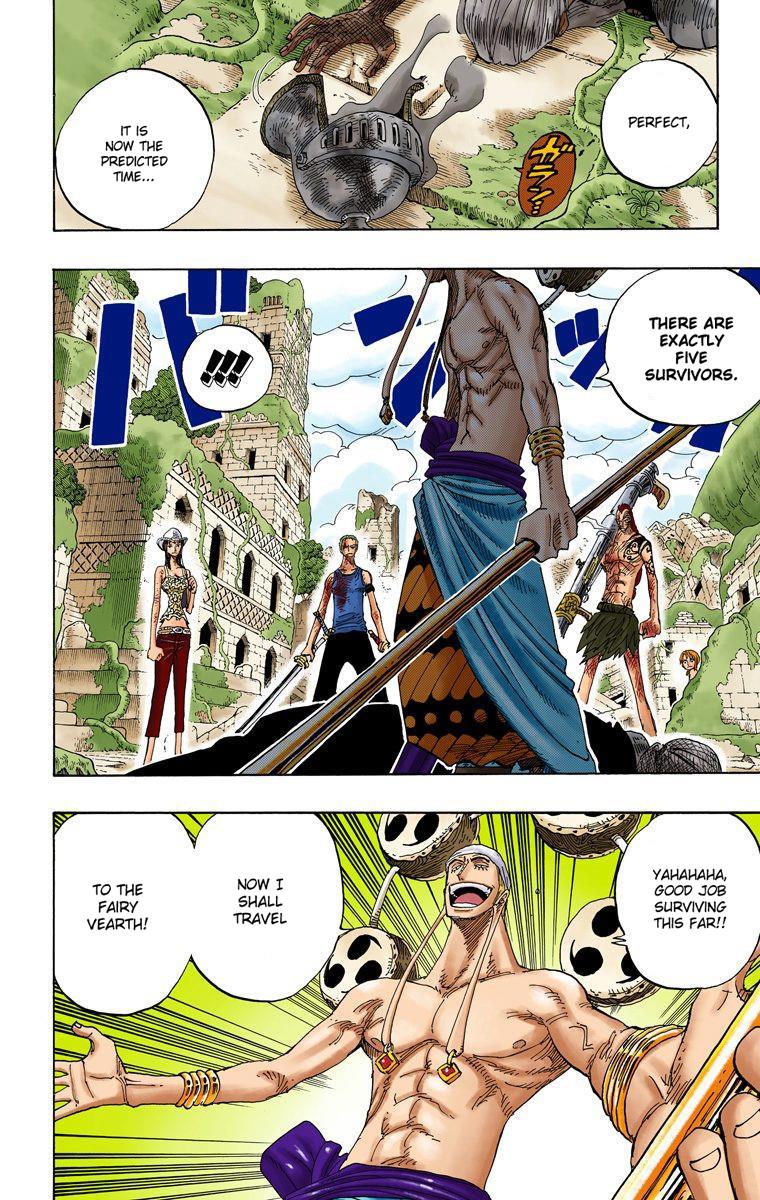 PERFECT,
ガランッ
IT IS
NOW THE
PREDICTED
TIME...
THERE ARE
EXACTLY
FIVE
SURVIVORS.
!!!
YAHAHAHA,
GOOD JOB
SURVIVING
THIS FAR!!
NOW I
SHALL
TRAVEL
TO THE
FAIRY
VEARTH!